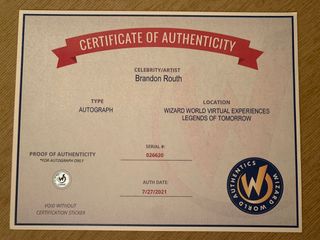 CERTIFICATE OF AUTHENTICITY
CELEBRITY/ARTIST
Brandon Routh
TYPE
AUTOGRAPH
LOCATION
WIZARD WORLD VIRTUAL EXPERIENCES
LEGENDS OF TOMORROW
SERIAL #:
026620
PROOF OF AUTHENTICITY
*FOR AUTOGRAPH ONLY
AUTH DATE:
7/27/2021
VOID WITHOUT
CERTIFICATION STICKER
WIZARD WORLD AUTHENTICS
W